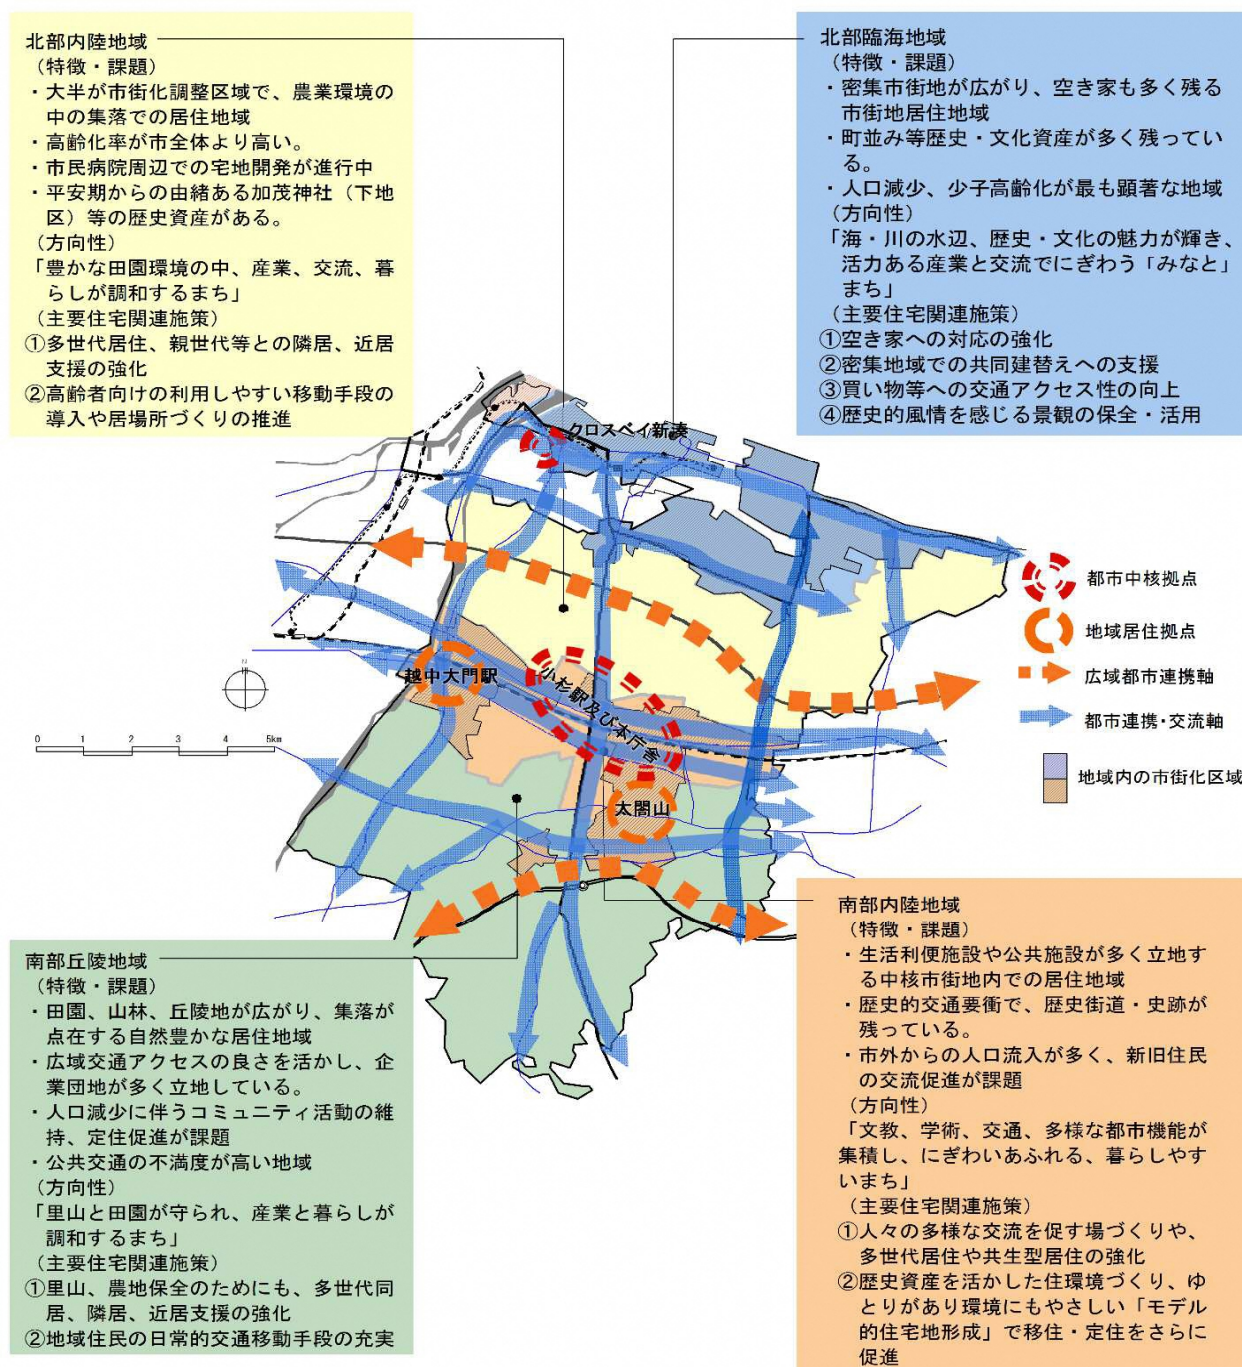 北部内陸地域
（特徴・課題）
・大半が市街化調整区域で、農業環境の
中の集落での居住地域
・高齢化率が市全体より高い。
・市民病院周辺での宅地開発が進行中
・平安期からの由緒ある加茂神社（下地
区）等の歴史資産がある。
（方向性）
「豊かな田園環境の中、産業、交流、暮
らしが調和するまち」
（主要住宅関連施策）
①多世代居住、親世代等との隣居、近居
支援の強化
②高齢者向けの利用しやすい移動手段の
導入や居場所づくりの推進
北部臨海地域
（特徴・課題）
・密集市街地が広がり、空き家も多く残る
市街地居住地域
・町並み等歴史・文化資産が多く残ってい
る。
・人口減少、少子高齢化が最も顕著な地域
（方向性）
「海・川の水辺、歴史・文化の魅力が輝き、
活力ある産業と交流でにぎわう「みなと」
まち」
（主要住宅関連施策）
①空き家への対応の強化
②密集地域での共同建替えへの支援
③買い物等への交通アクセス性の向上
④歴史的風情を感じる景観の保全・活用
クロスベイ新湊
越中大門駅
小杉駅及び本庁舎
太閤山
N
0 1 2 3 4 5km
都市中核拠点
地域居住拠点
広域都市連携軸
都市連携・交流軸
地域内の市街化区域
南部丘陵地域
（特徴・課題）
・田園、山林、丘陵地が広がり、集落が
点在する自然豊かな居住地域
・広域交通アクセスの良さを活かし、企
業団地が多く立地している。
・人口減少に伴うコミュニティ活動の維
持、定住促進が課題
・公共交通の不満度が高い地域
（方向性）
「里山と田園が守られ、産業と暮らしが
調和するまち」
（主要住宅関連施策）
①里山、農地保全のためにも、多世代同
居、隣居、近居支援の強化
②地域住民の日常的交通移動手段の充実
南部内陸地域
（特徴・課題）
・生活利便施設や公共施設が多く立地す
る中核市街地内での居住地域
・歴史的交通要衝で、歴史街道・史跡が
残っている。
・市外からの人口流入が多く、新旧住民
の交流促進が課題
（方向性）
「文教、学術、交通、多様な都市機能が
集積し、にぎわいあふれる、暮らしやす
いまち」
（主要住宅関連施策）
①人々の多様な交流を促す場づくりや、
多世代居住や共生型居住の強化
②歴史資産を活かした住環境づくり、ゆ
とりがあり環境にもやさしい「モデル
的住宅地形成」で移住・定住をさらに
促進